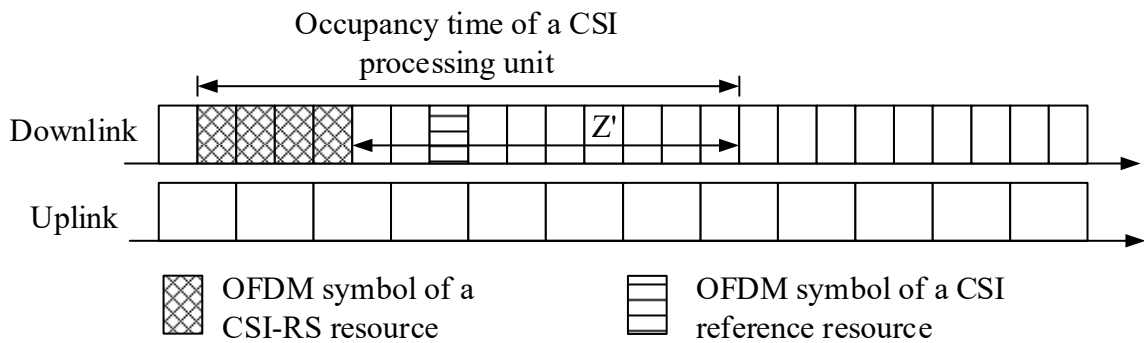 Occupancy time of a CSI
processing unit
Downlink
Z'
Uplink
OFDM symbol of a
CSI-RS resource
OFDM symbol of a CSI
reference resource